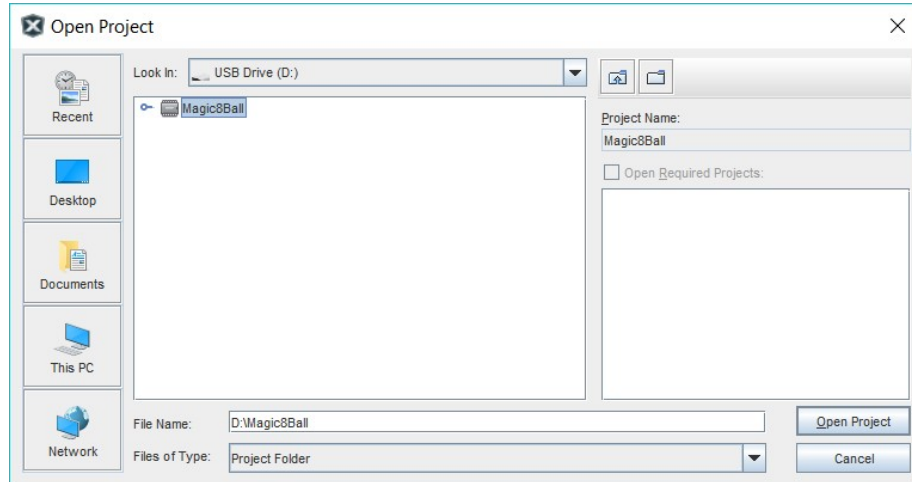 Open Project
Look In: USB Drive (D:)
Recent
Desktop
Documents
This PC
Network
Magic8Ball
Project Name:
Magic8Ball
Open Required Projects:
File Name: D:\Magic8Ball
Files of Type: Project Folder
Open Project
Cancel